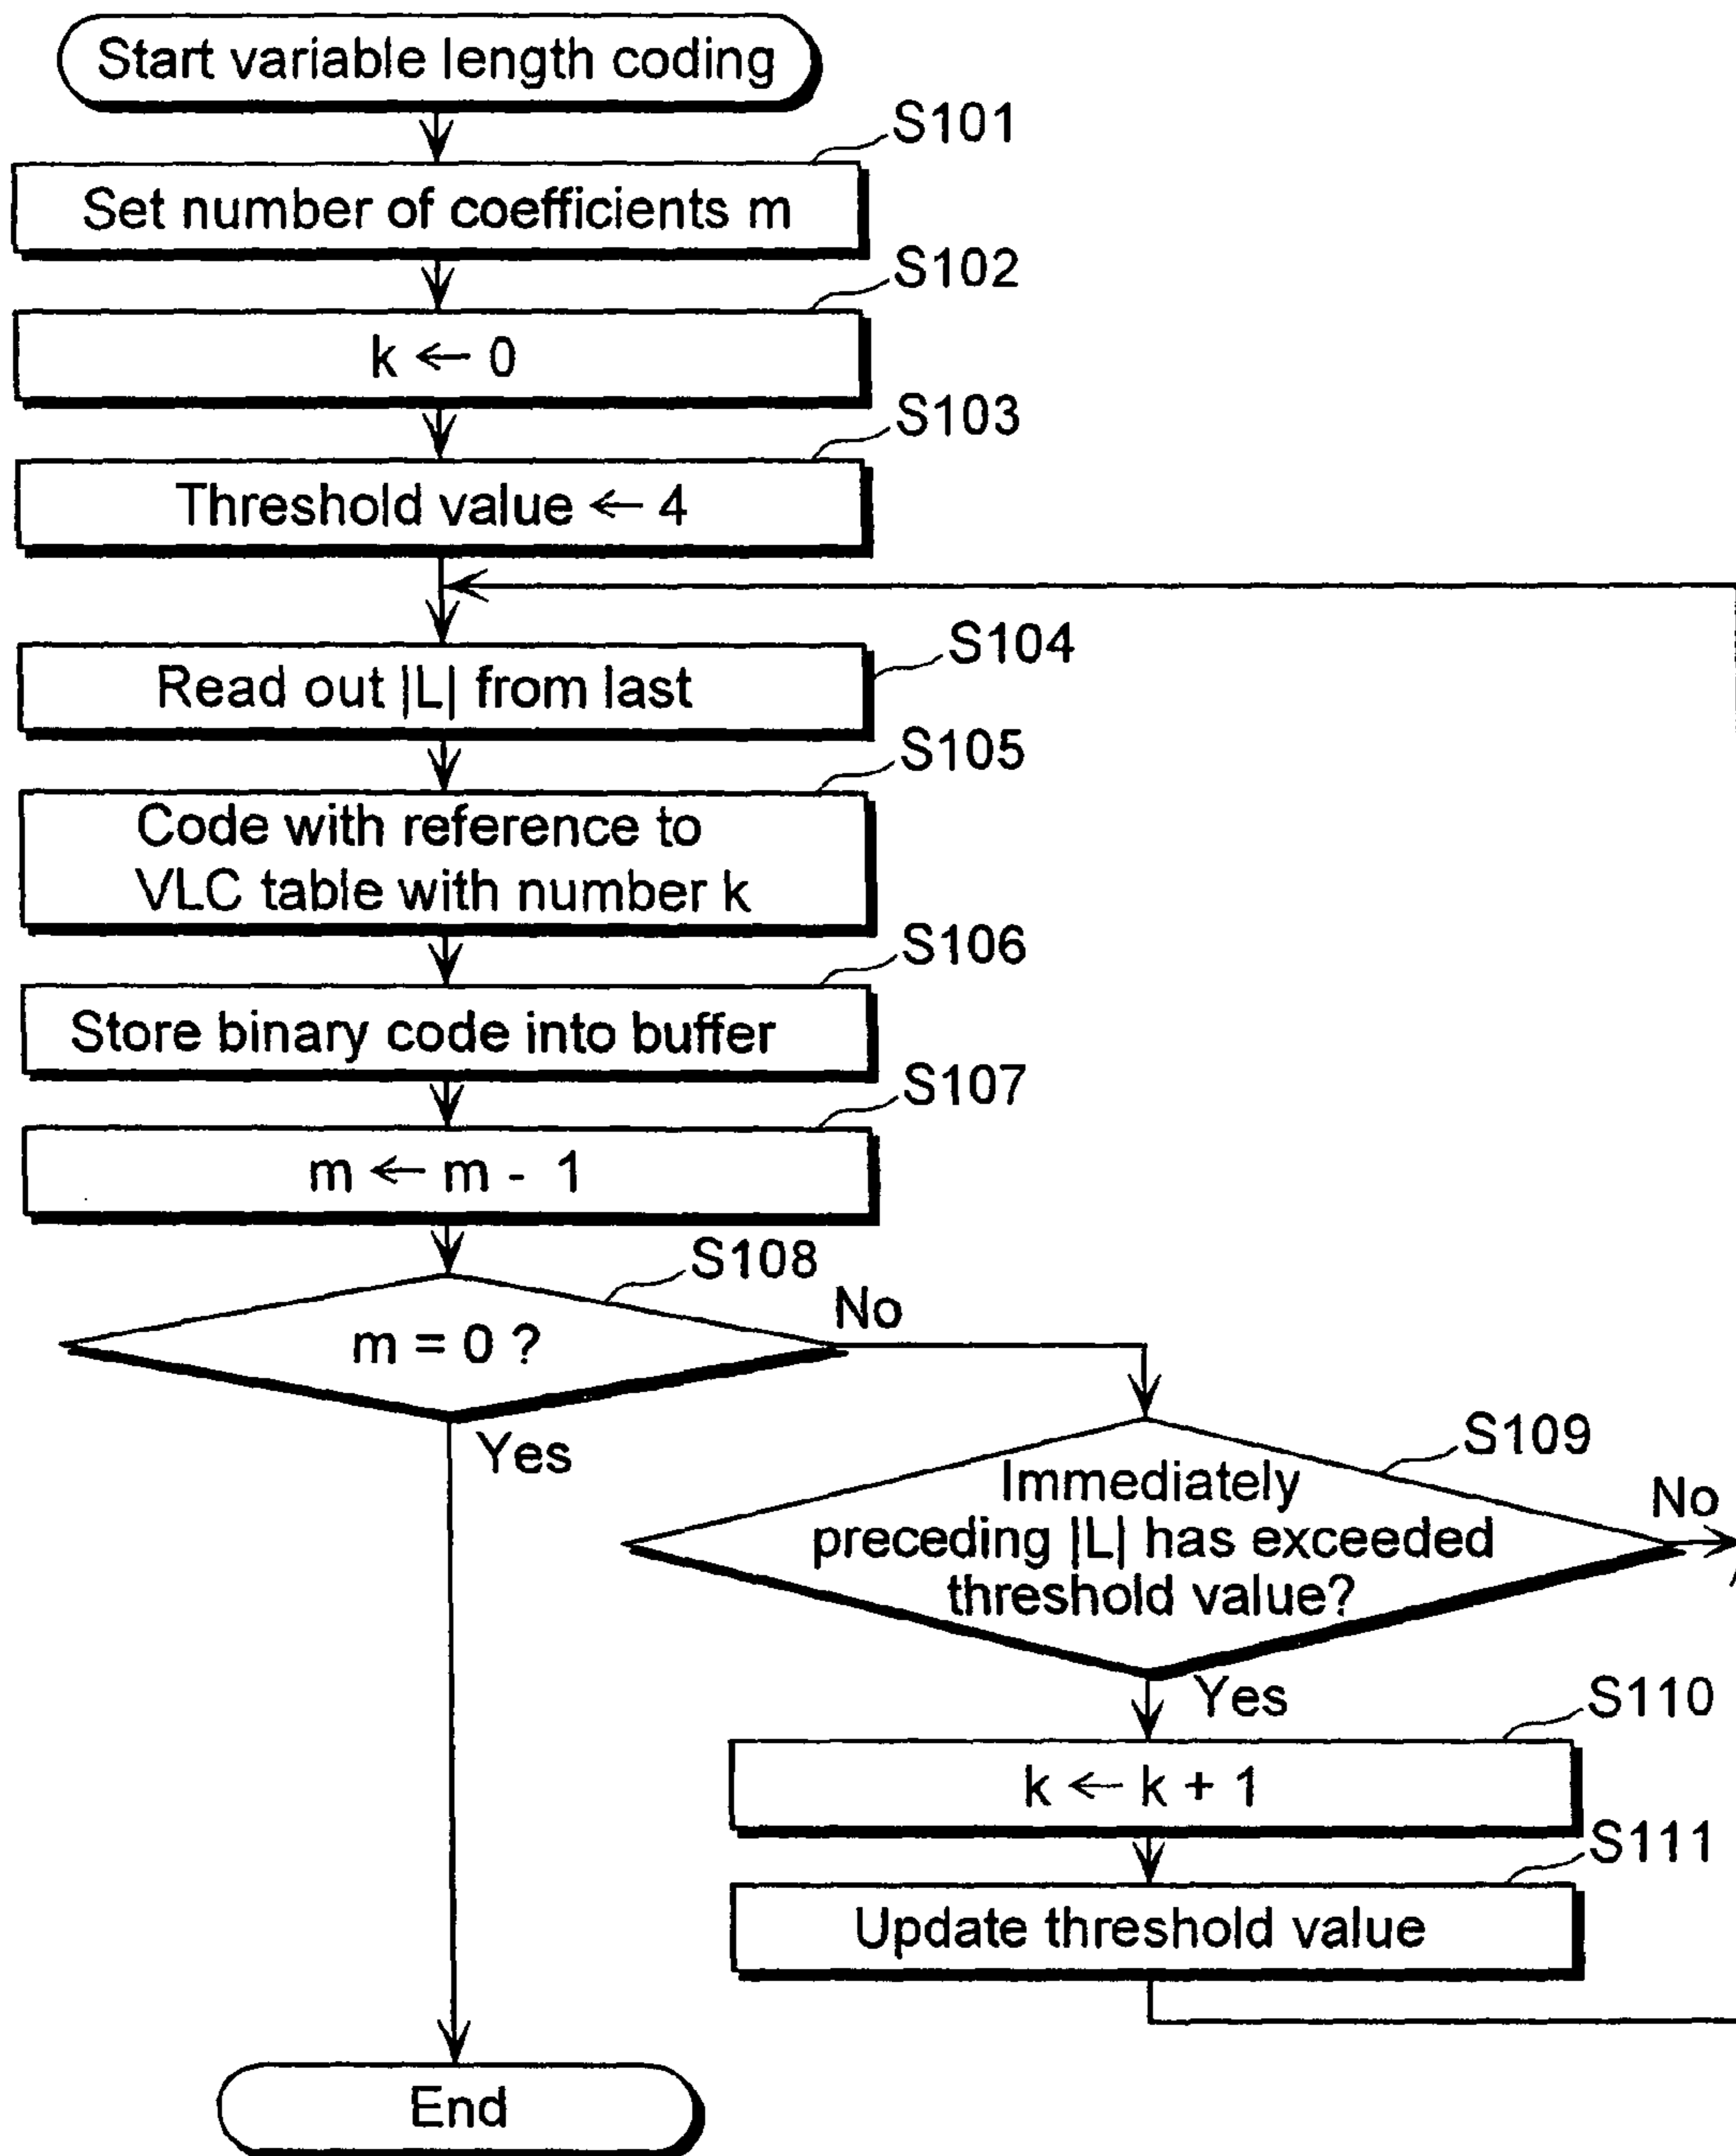 Start variable length coding
S101
Set number of coefficients m
S102
k ← 0
S103
Threshold value ← 4
S104
Read out |L| from last
S105
Code with reference to
VLC table with number k
S106
Store binary code into buffer
S107
m ← m - 1
S108
m = 0 ?
No
Yes
S109
Immediately
preceding |L| has exceeded
threshold value?
No
Yes
S110
k ← k + 1
S111
Update threshold value
End